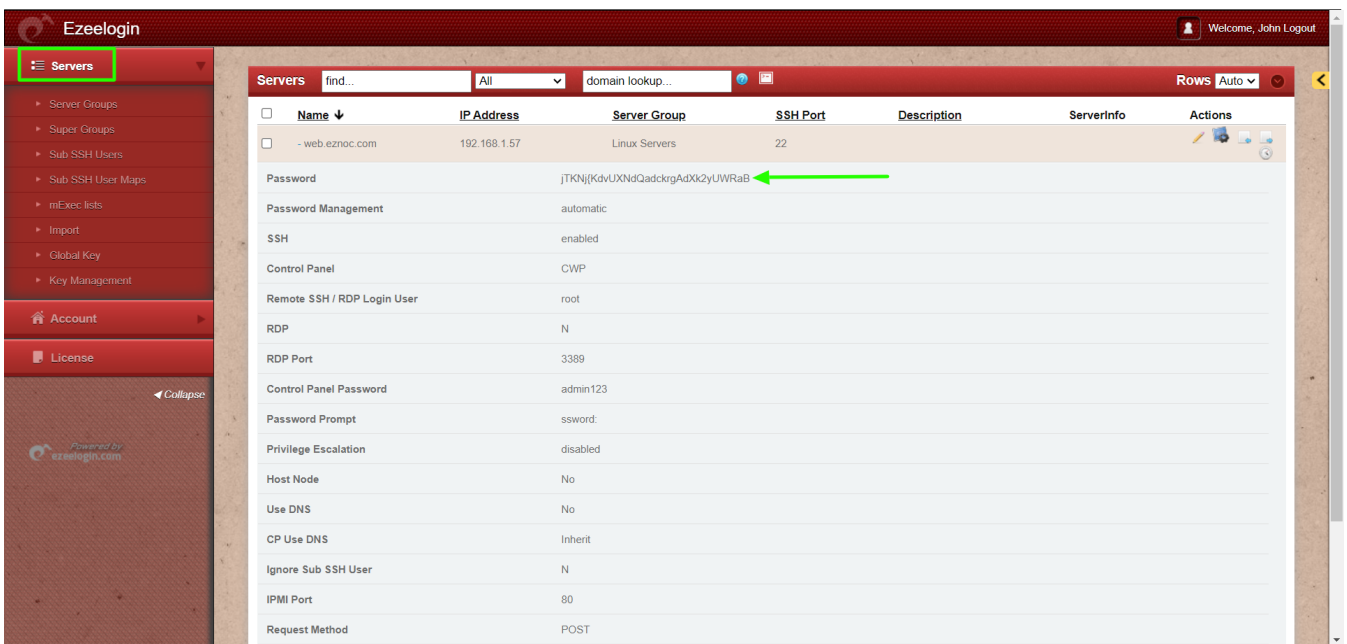 Ezeelogin
Welcome, John Logout
Servers
Server Groups
Super Groups
Sub SSH Users
Sub SSH User Maps
mExec lists
Import
Global Key
Key Management
Account
License
Collapse
Powered by
ezeelogin.com
Servers find... All domain lookup... Rows Auto
Name IP Address Server Group SSH Port Description ServerInfo Actions
- web.eznoc.com 192.168.1.57 Linux Servers 22
Password jTKNj{KdvUXNdQadckrgAdXk2yUWRaB
Password Management automatic
SSH enabled
Control Panel CWP
Remote SSH / RDP Login User root
RDP N
RDP Port 3389
Control Panel Password admin123
Password Prompt ssword:
Privilege Escalation disabled
Host Node No
Use DNS No
CP Use DNS Inherit
Ignore Sub SSH User N
IPMI Port 80
Request Method POST